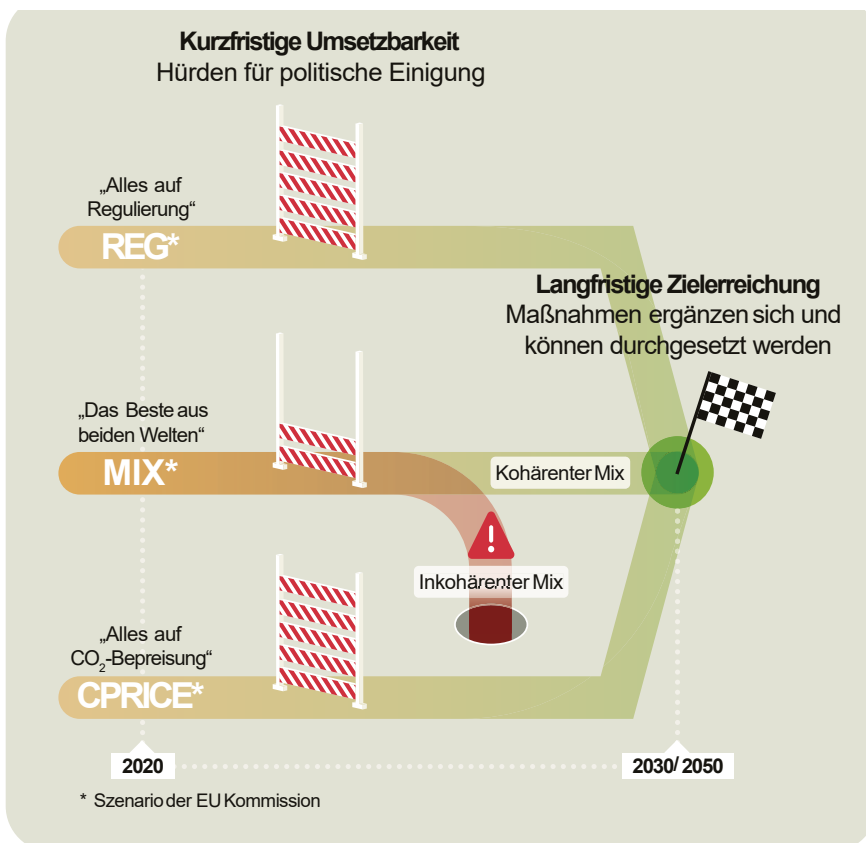 Kurzfristige Umsetzbarkeit
Hürden für politische Einigung
„Alles auf
Regulierung“
REG*
Langfristige Zielerreichung
Maßnahmen ergänzen sich und
können durchgesetzt werden
„Das Beste aus
beiden Welten“
MIX*
Kohärenter Mix
!
Inkohärenter Mix
„Alles auf
CO₂-Bepreisung“
CPRICE*
2020
2030/ 2050
* Szenario der EU Kommission